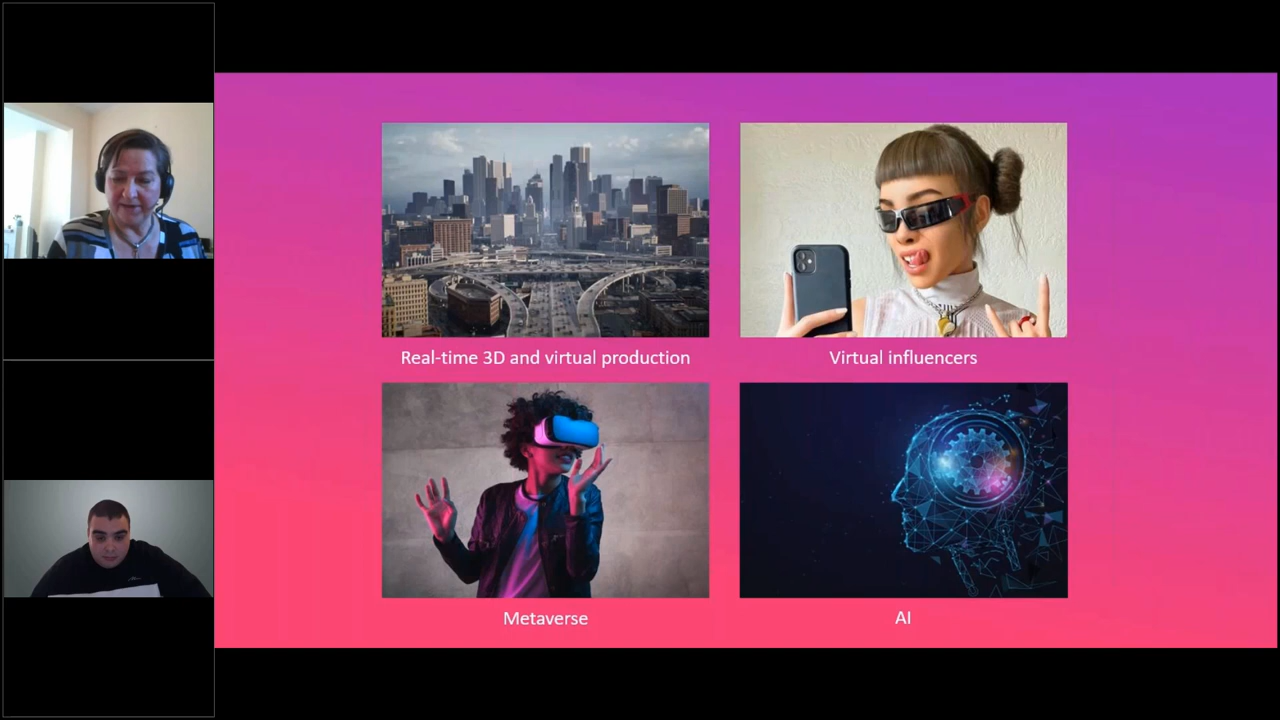 Real-time 3D and virtual production
Virtual influencers
Metaverse
AI